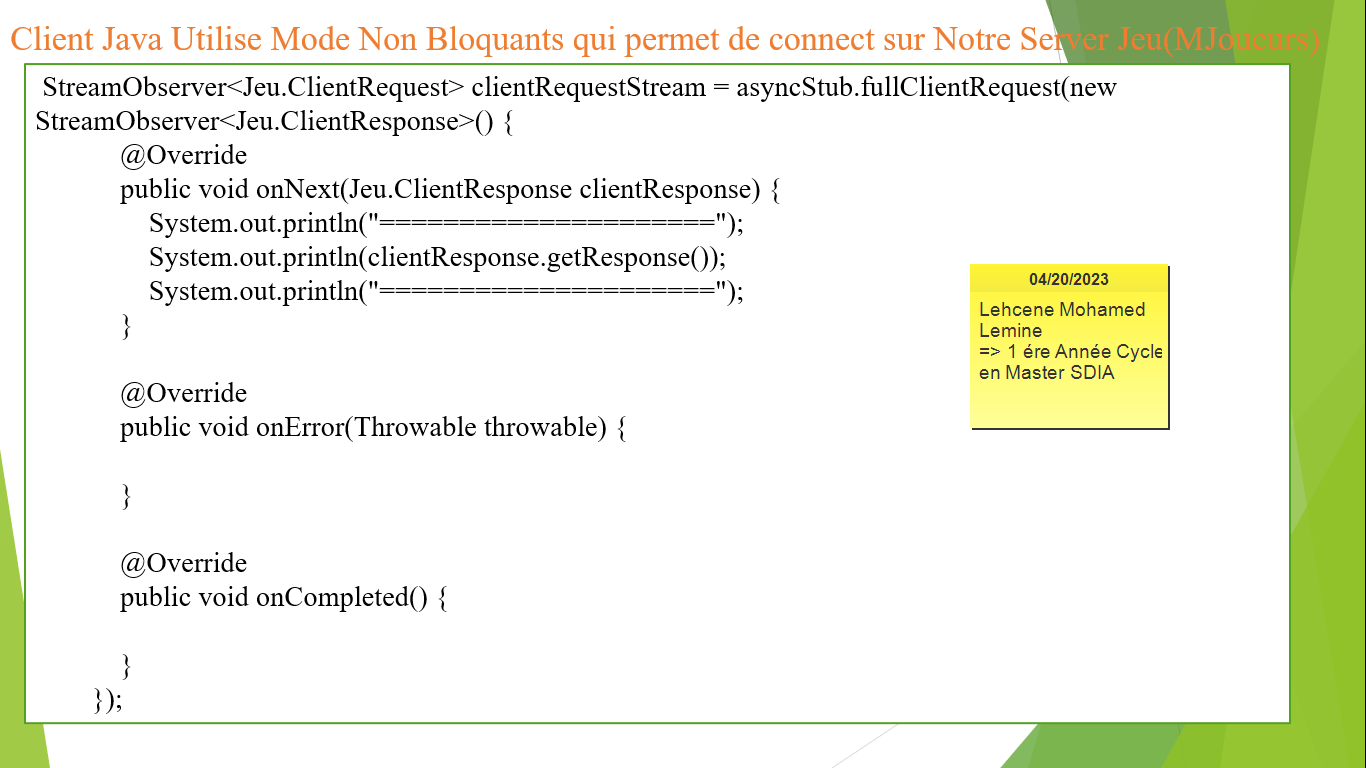 Client Java Utilise Mode Non Bloquants qui permet de connect sur Notre Server Jeu(MJoueurs)
StreamObserver<Jeu.ClientRequest> clientRequestStream = asyncStub.fullClientRequest(new
StreamObserver<Jeu.ClientResponse>() {
@Override
public void onNext(Jeu.ClientResponse clientResponse) {
System.out.println("=====================");
System.out.println(clientResponse.getResponse());
System.out.println("=====================");
}
@Override
public void onError(Throwable throwable) {
}
@Override
public void onCompleted() {
}
});
04/20/2023
Lehcene Mohamed
Lemine
=> 1 ére Année Cycle
en Master SDIA